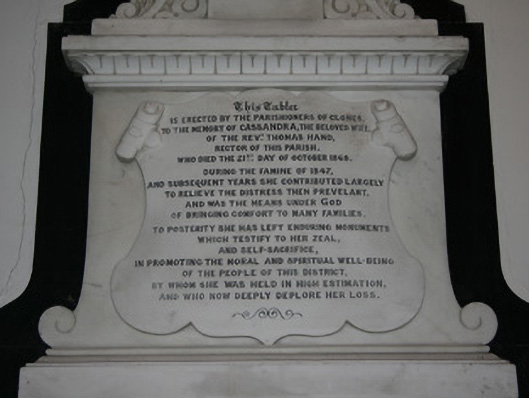 This Tablet
IS ERECTED BY THE PARISHIONERS OF CLONES,
TO THE MEMORY OF CASSANDRA, THE BELOVED WIFE,
OF THE REV.D THOMAS HAND,
RECTOR OF THIS PARISH.
WHO DIED THE 21ST DAY OF OCTOBER 1869.
DURING THE FAMINE OF 1847,
AND SUBSEQUENT YEARS SHE CONTRIBUTED LARGELY
TO RELIEVE THE DISTRESS THEN PREVELANT.
AND WAS THE MEANS UNDER GOD
OF BRINGING COMFORT TO MANY FAMILIES.
TO POSTERITY SHE HAS LEFT ENDURING MONUMENTS
WHICH TESTIFY TO HER ZEAL,
AND SELF-SACRIFICE,
IN PROMOTING THE MORAL AND SPIRITUAL WELL-BEING
OF THE PEOPLE OF THIS DISTRICT.
BY WHOM SHE WAS HELD IN HIGH ESTIMATION,
AND WHO NOW DEEPLY DEPLORE HER LOSS.